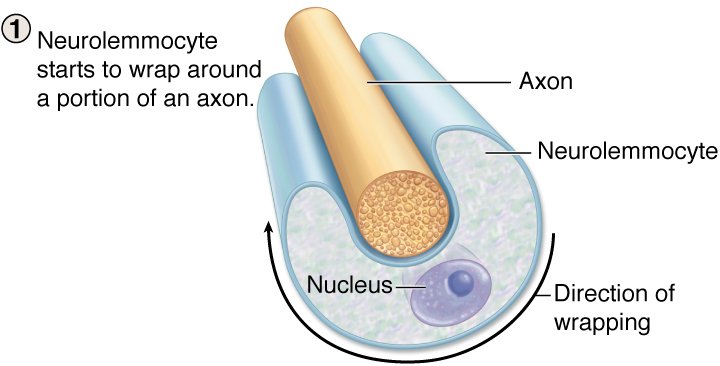 1
Neurolemmocyte
starts to wrap around
a portion of an axon.
Axon
Neurolemmocyte
Nucleus
Direction of
wrapping